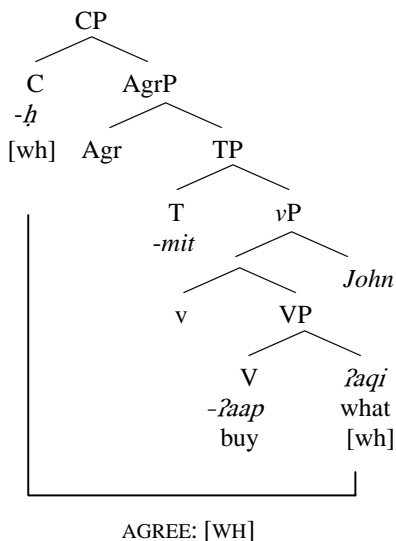 CP
C AgrP
-ḥ
[wh] Agr TP
T vP
-mit
John
v VP
V ʔaqi
-ʔaap what
buy [wh]
AGREE: [WH]